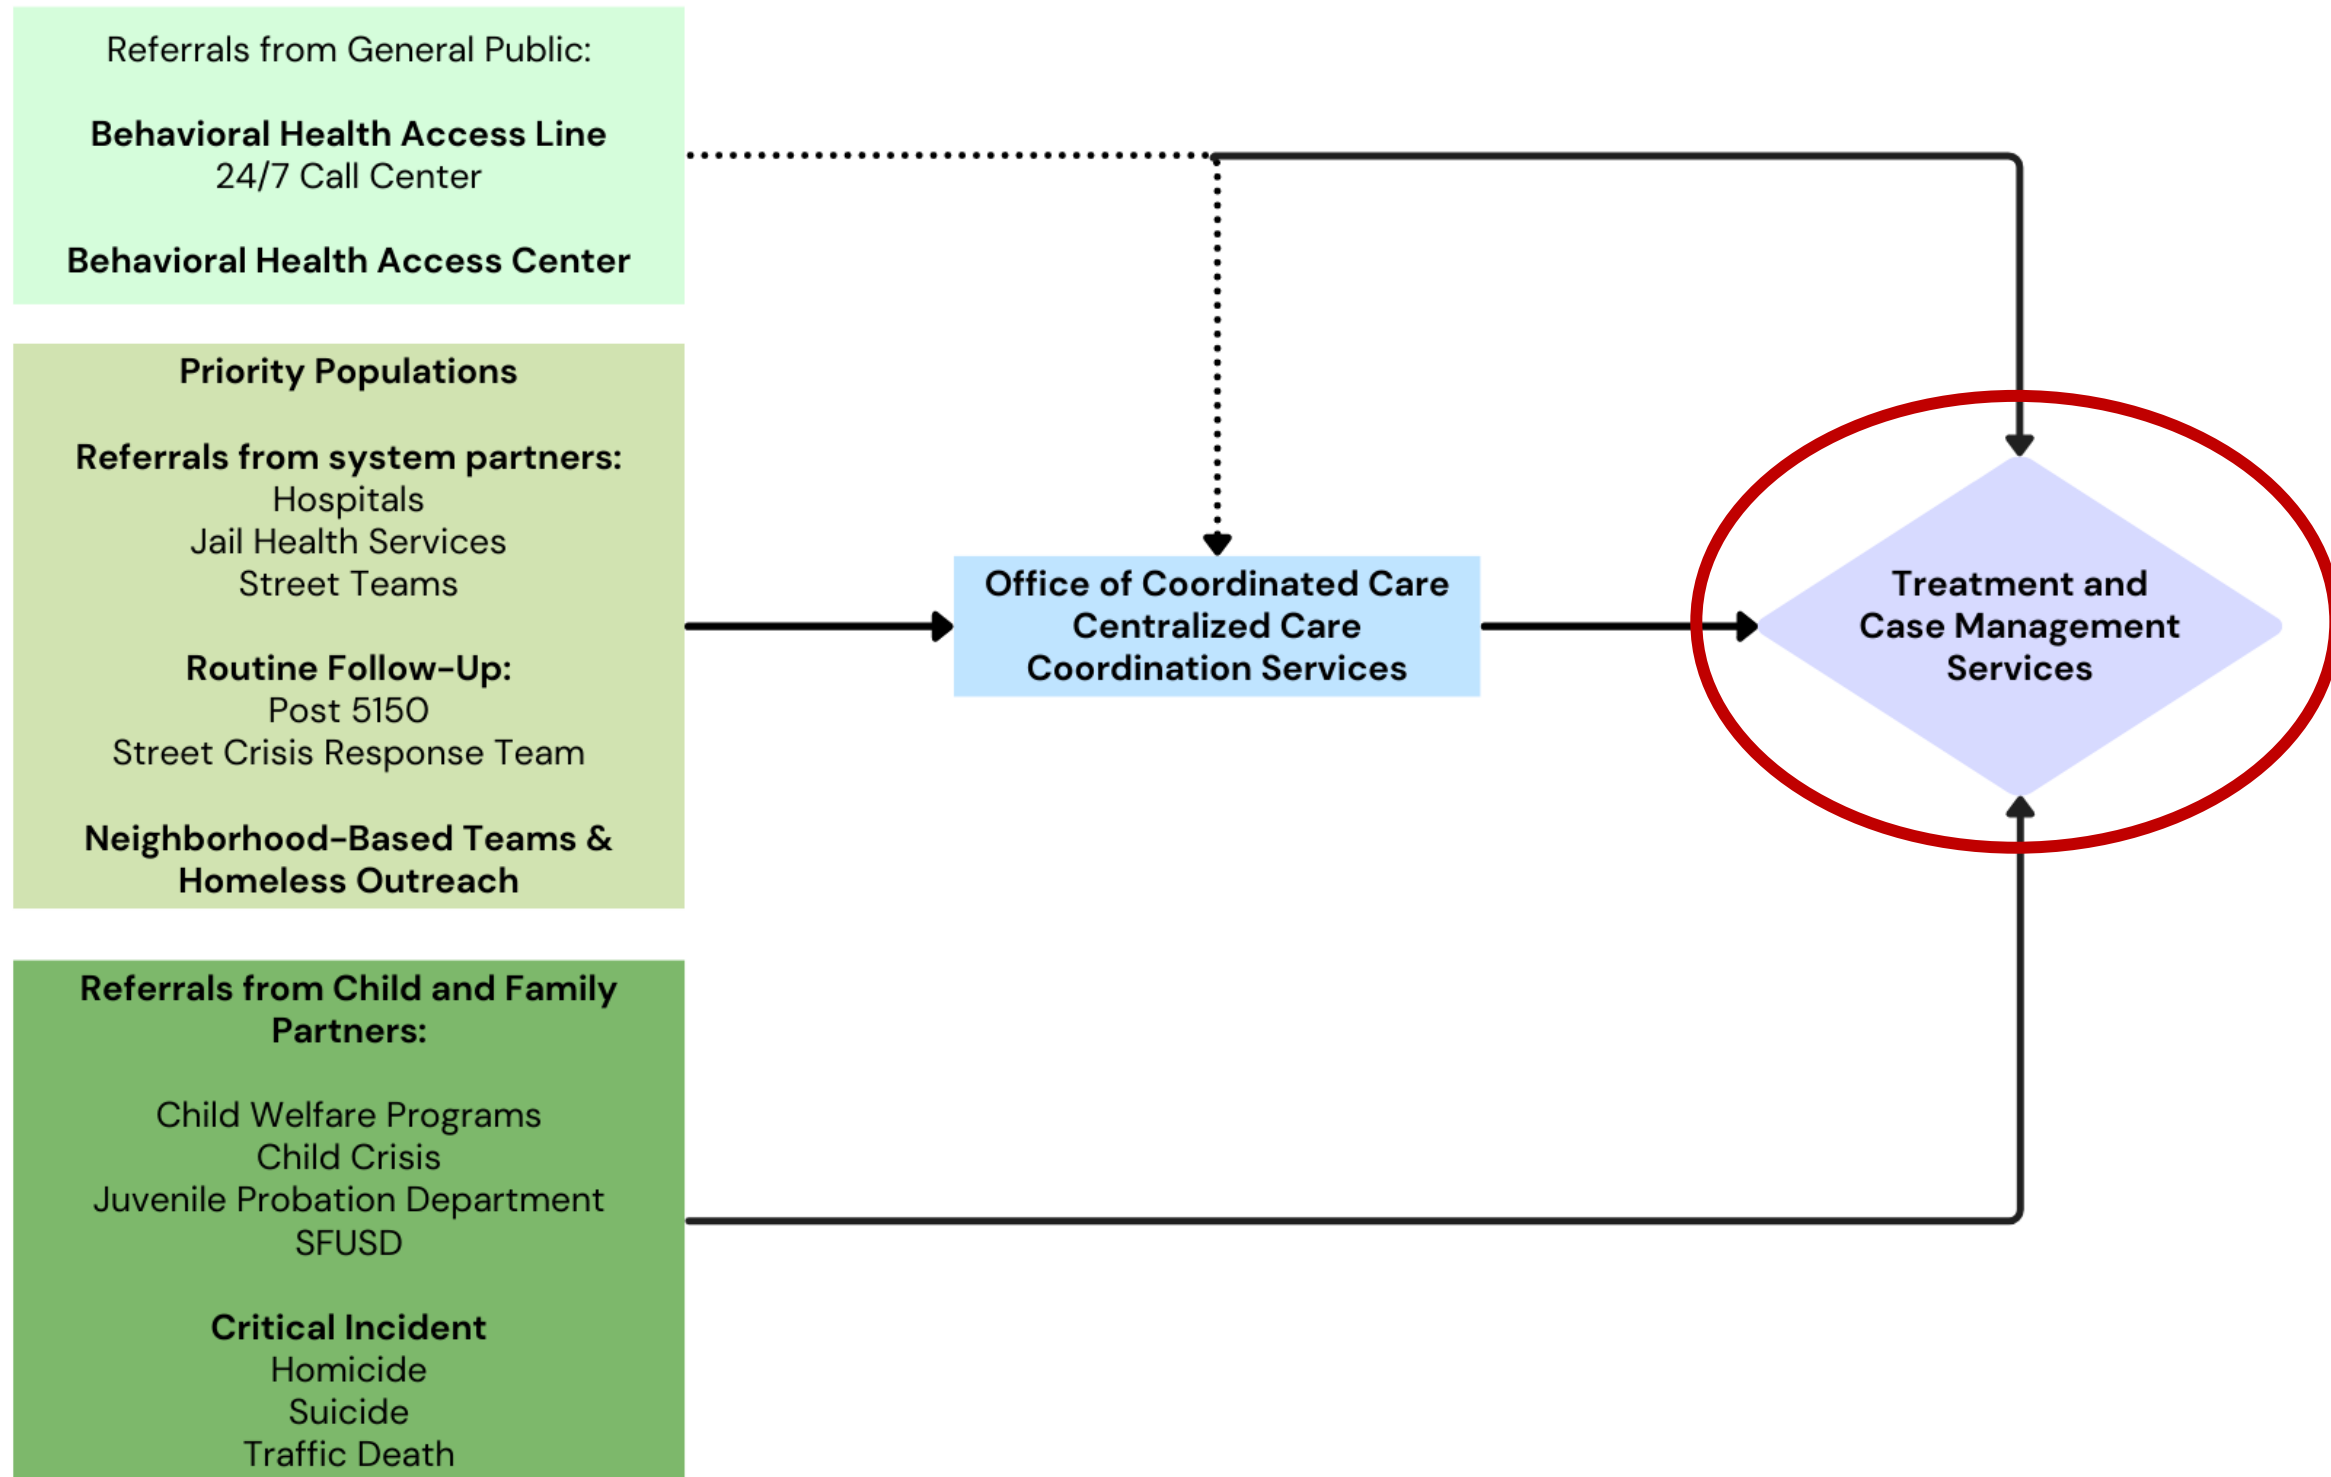 Referrals from General Public:
Behavioral Health Access Line
24/7 Call Center
Behavioral Health Access Center
Priority Populations
Referrals from system partners:
Hospitals
Jail Health Services
Street Teams
Routine Follow-Up:
Post 5150
Street Crisis Response Team
Neighborhood-Based Teams &
Homeless Outreach
Referrals from Child and Family
Partners:
Child Welfare Programs
Child Crisis
Juvenile Probation Department
SFUSD
Critical Incident
Homicide
Suicide
Traffic Death
Office of Coordinated Care
Centralized Care
Coordination Services
Treatment and
Case Management
Services